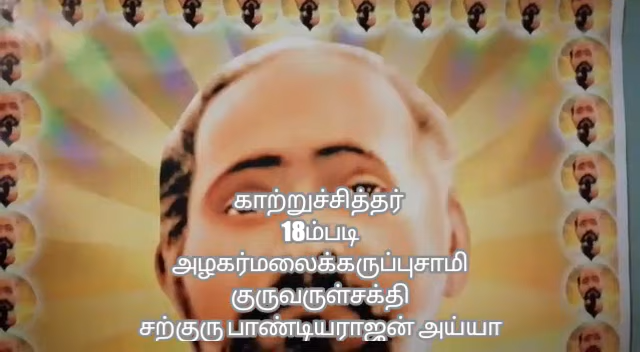 காற்றுச்சித்தர்
18ம்படி
அழகர்மலைக்கருப்புசாமி
குருவருள்சக்தி
சற்குரு பாண்டியராஜன் அய்யா